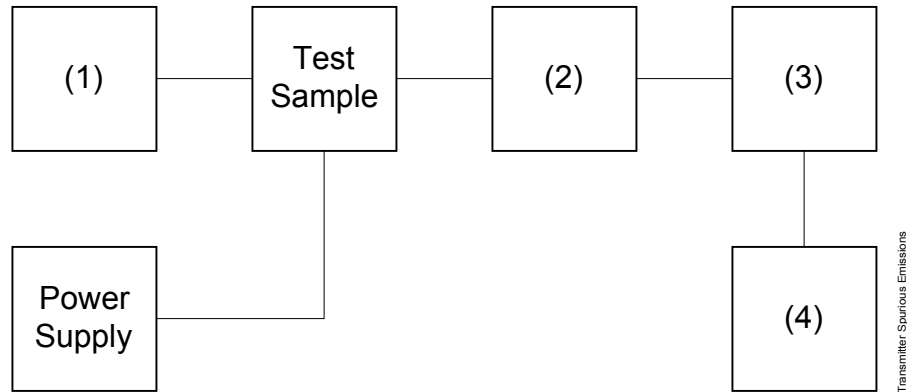 (1)
Test
Sample
(2)
(3)
Power
Supply
(4)
Transmitter Spurious Emissions